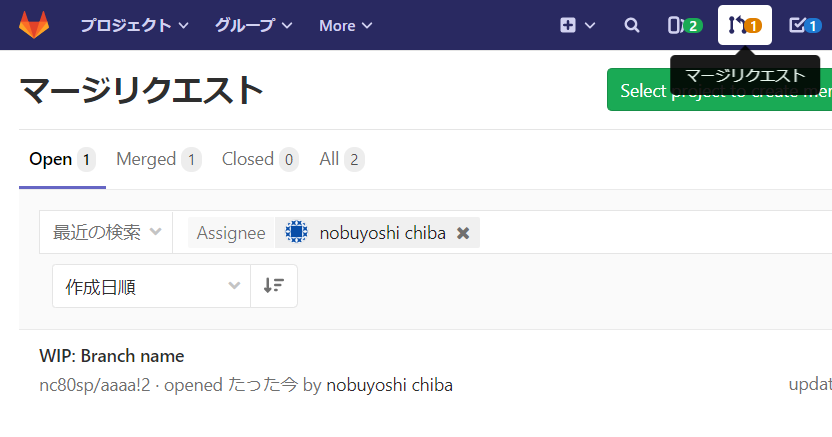 プロジェクト グループ More 2 1 1
マージリクエスト
マージリクエスト
Select project to create mer
Open 1 Merged 1 Closed 0 All 2
最近の検索 Assignee nobuyoshi chiba
作成日順
WIP: Branch name
nc80sp/aaaa!2 · opened たった今 by nobuyoshi chiba
updat